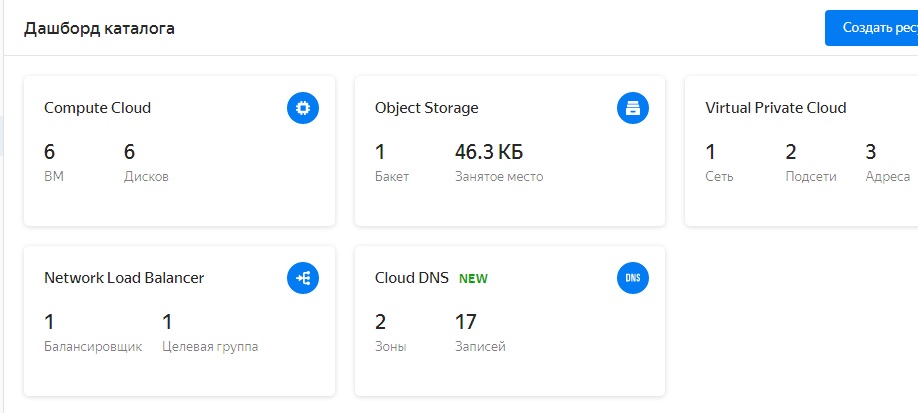 Дашборд каталога
Создать ресу
Compute Cloud
6 6
ВМ Дисков
Object Storage
1 46.3 КБ
Бакет Занятое место
Virtual Private Cloud
1 2 3
Сеть Подсети Адреса
Network Load Balancer
1 1
Балансировщик Целевая группа
Cloud DNS NEW
DNS
2 17
Зоны Записей